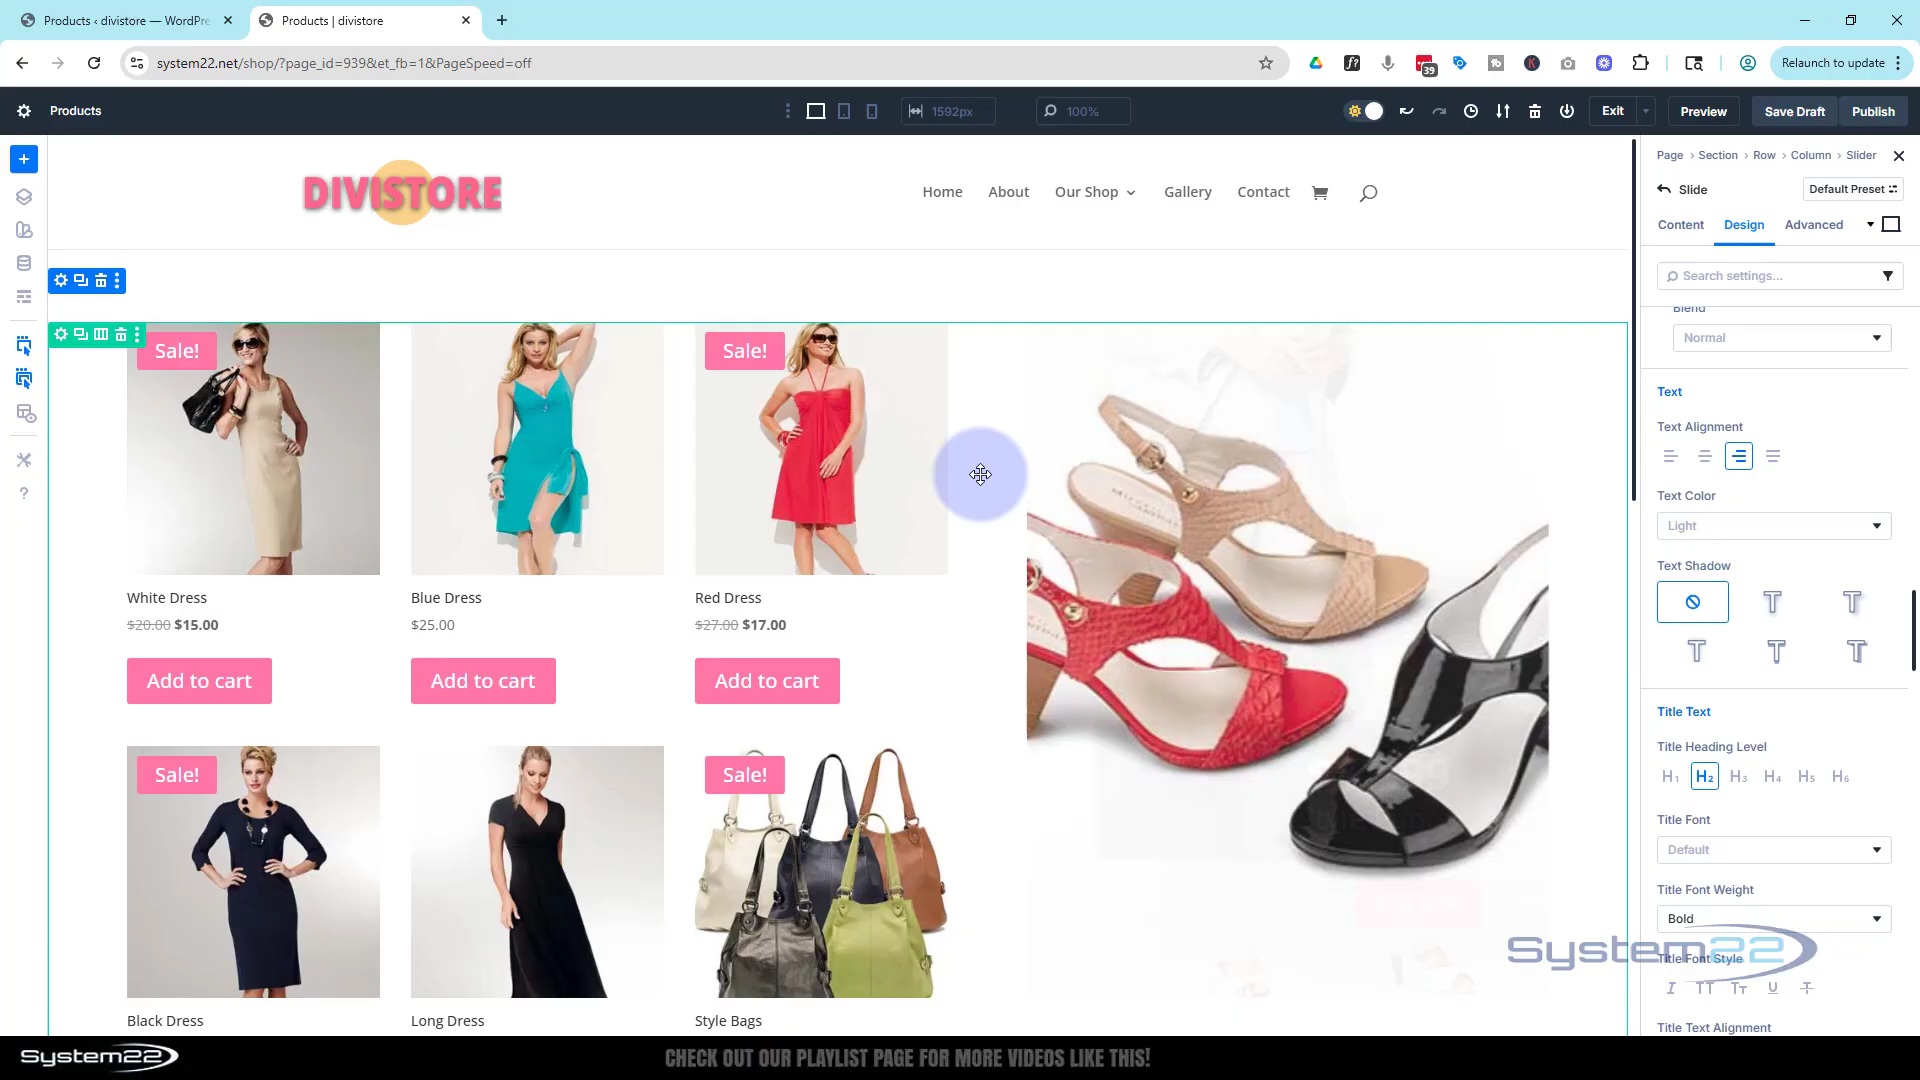 Products ‹ divistore — WordPre
Products | divistore
system22.net/shop/?page_id=939&et_fb=1&PageSpeed=off
39
Relaunch to update
Products
1592px
100%
Exit
Preview
Save Draft
Publish
DIVISTORE
Home
About
Our Shop
Gallery
Contact
Page › Section › Row › Column › Slider
Slide
Default Preset
Content
Design
Advanced
Search settings...
Blend
Normal
Text
Text Alignment
Text Color
Light
Text Shadow
Title Text
Title Heading Level
H1 H2 H3 H4 H5 H6
Title Font
Default
Title Font Weight
Bold
Title Font Style
Title Text Alignment
Sale!
Sale!
White Dress
Blue Dress
Red Dress
$20.00 $15.00
$25.00
$27.00 $17.00
Add to cart
Add to cart
Add to cart
Sale!
Sale!
Black Dress
Long Dress
Style Bags
System22
System22
CHECK OUT OUR PLAYLIST PAGE FOR MORE VIDEOS LIKE THIS!